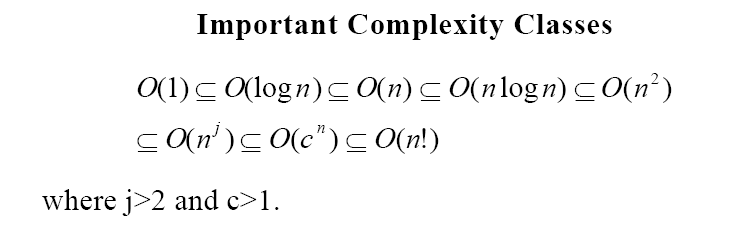 Important Complexity Classes
O(1) ⊆ O(log n) ⊆ O(n) ⊆ O(n log n) ⊆ O(n²)
⊆ O(nʲ) ⊆ O(cⁿ) ⊆ O(n!)
where j>2 and c>1.